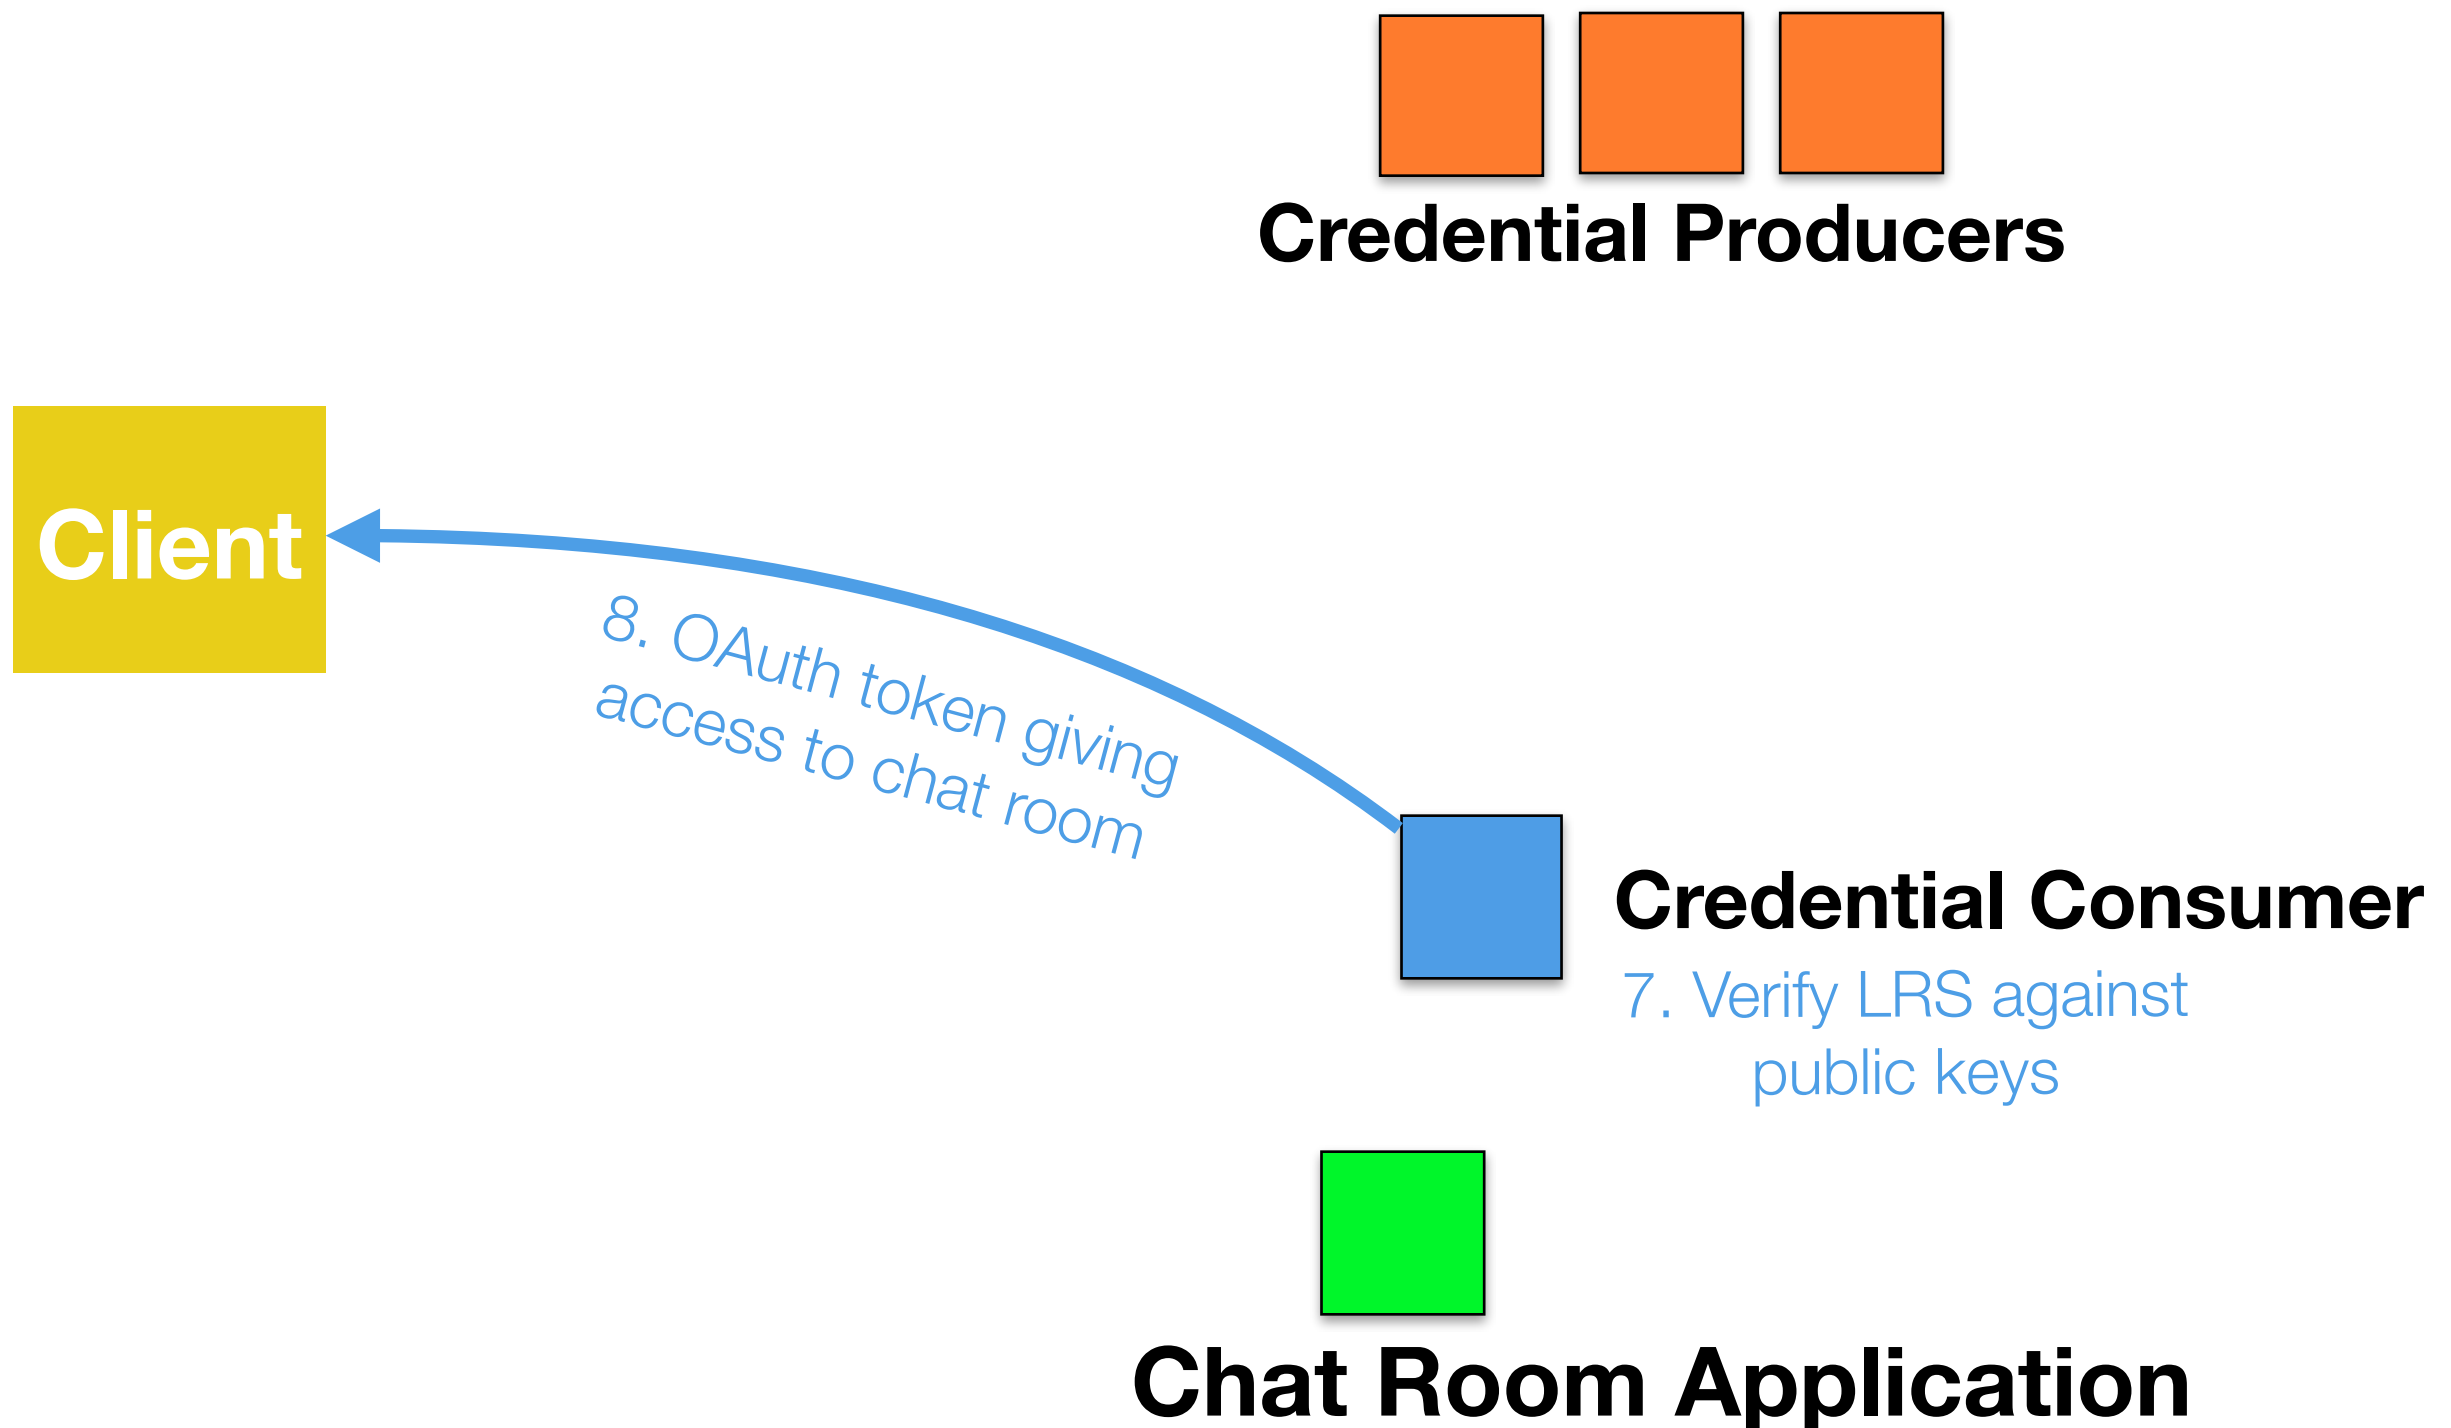 Credential Producers
Client
8. OAuth token giving
access to chat room
Credential Consumer
7. Verify LRS against
public keys
Chat Room Application